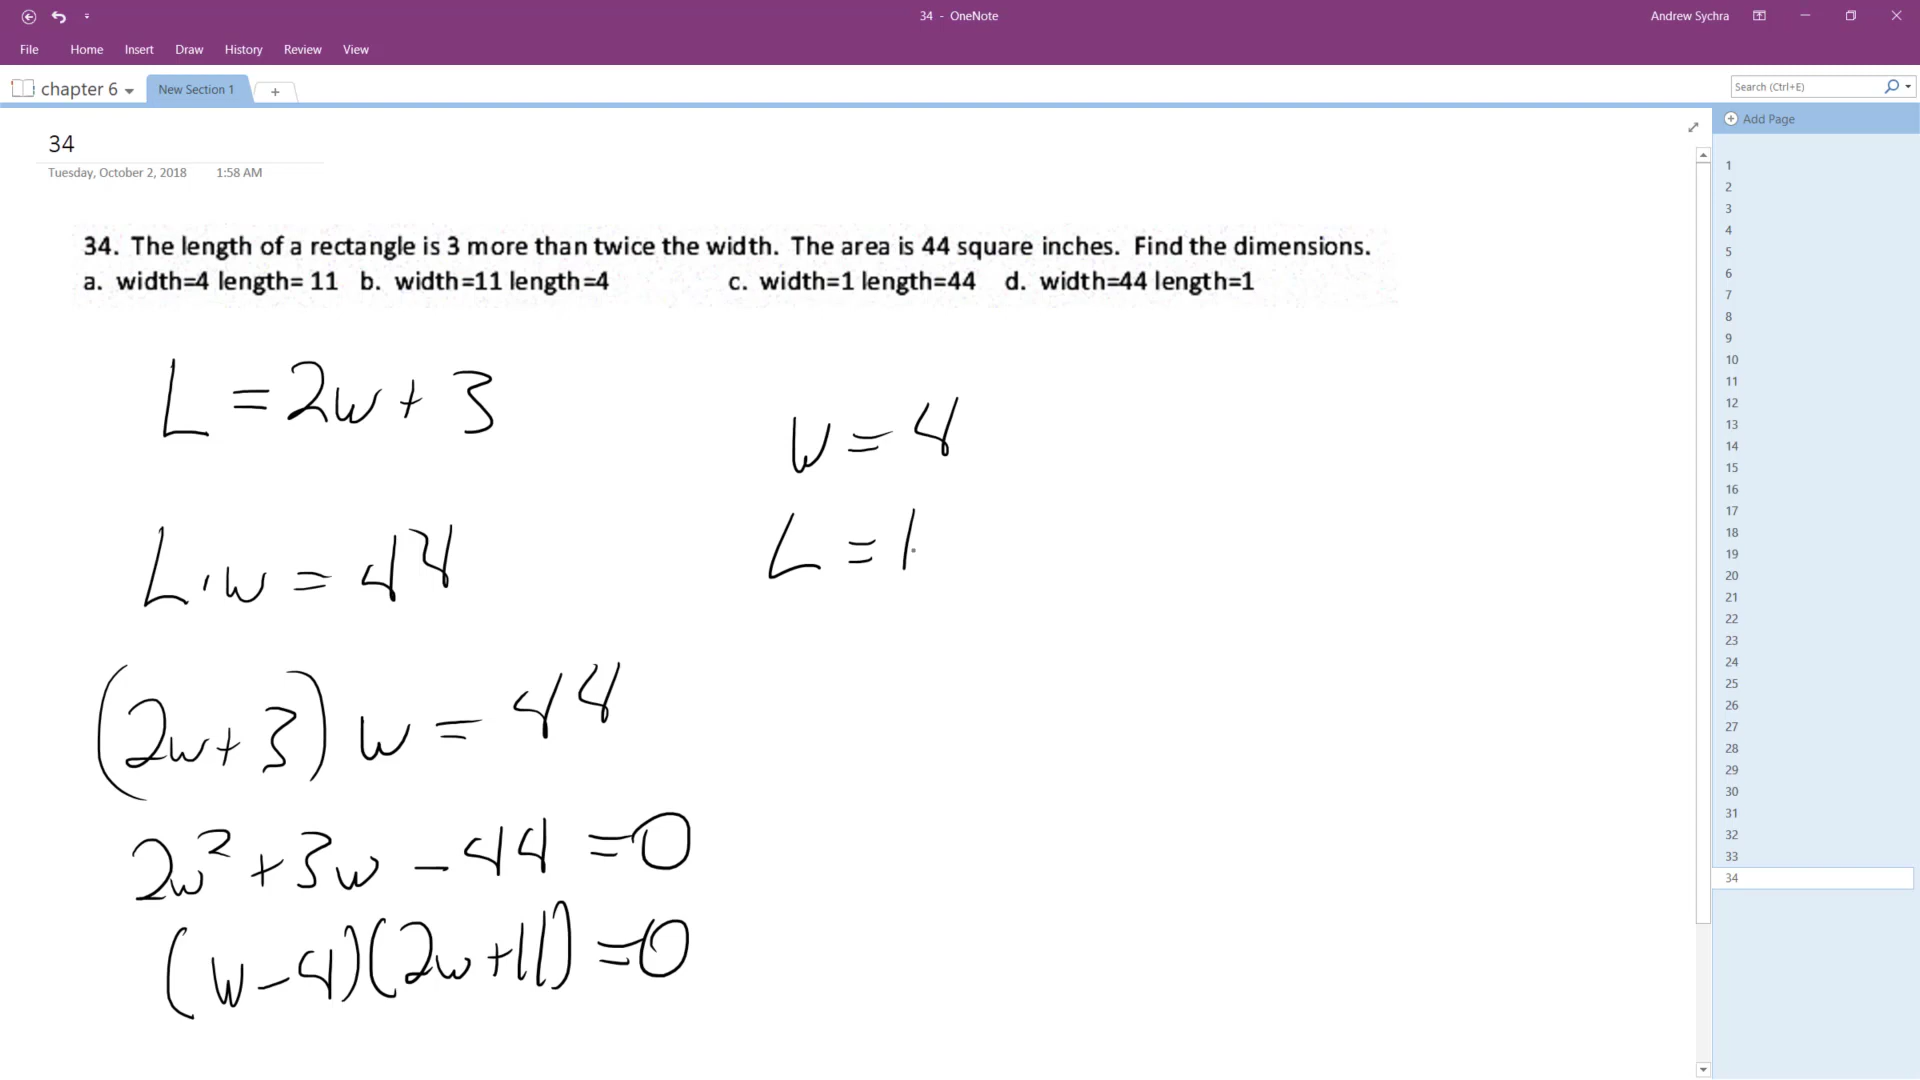 34 - OneNote
Andrew Sychra
File Home Insert Draw History Review View
chapter 6
New Section 1
+
Search (Ctrl+E)
Add Page
34
Tuesday, October 2, 2018 1:58 AM
34. The length of a rectangle is 3 more than twice the width. The area is 44 square inches. Find the dimensions.
a. width=4 length= 11 b. width=11 length=4 c. width=1 length=44 d. width=44 length=1
L = 2w + 3
L · w = 44
(2w + 3) w = 44
2w² + 3w - 44 = 0
(w - 4)(2w + 11) = 0
w = 4
L = 1
1
2
3
4
5
6
7
8
9
10
11
12
13
14
15
16
17
18
19
20
21
22
23
24
25
26
27
28
29
30
31
32
33
34